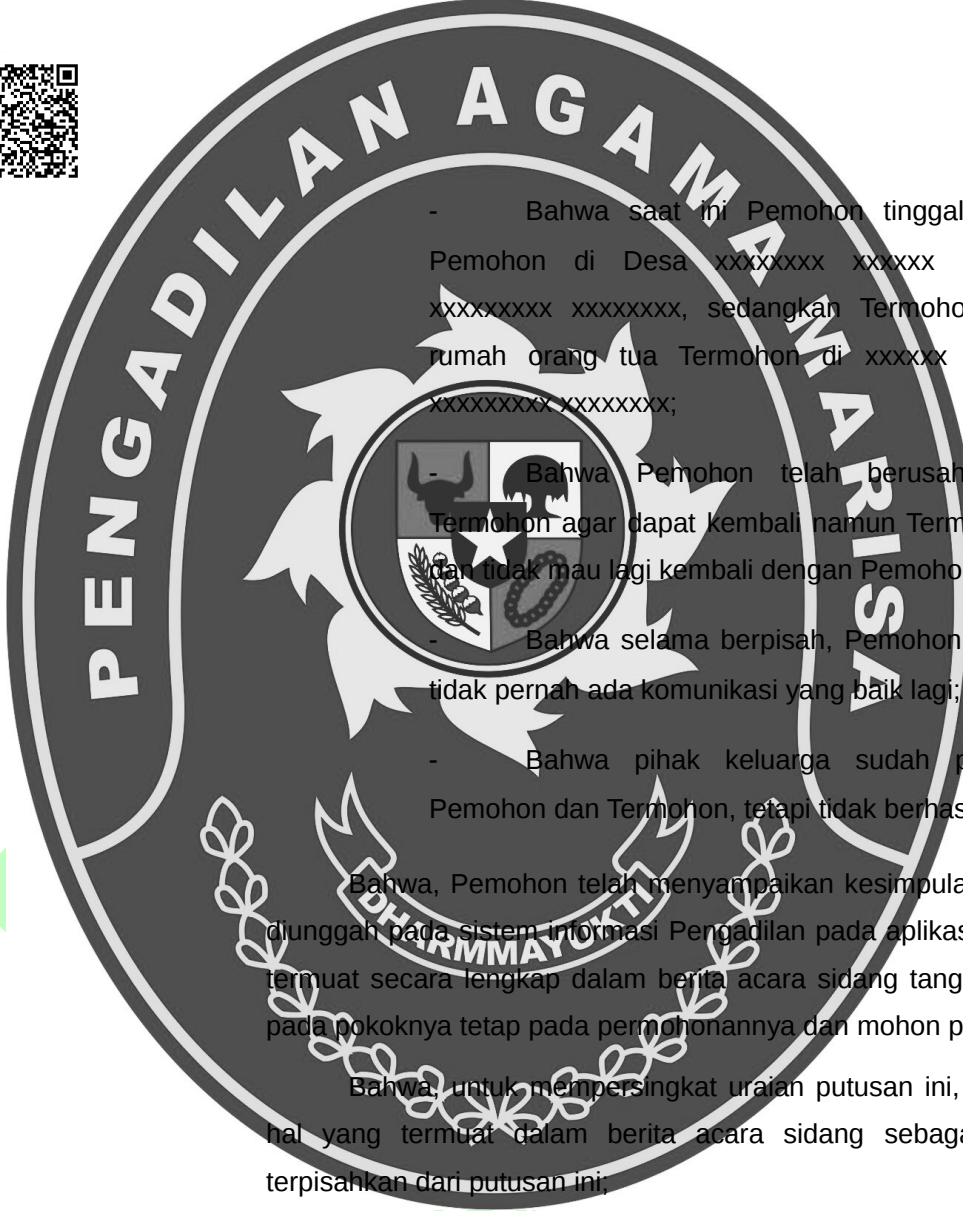 PENGADILAN AGAMA MARISA
- Bahwa saat ini Pemohon tinggal
Pemohon di Desa xxxxxxxx xxxxxx
xxxxxxxxx xxxxxxxx, sedangkan Termoho
rumah orang tua Termohon di xxxxxx
xxxxxxxxx xxxxxxxx;
- Bahwa Pemohon telah berusah
Termohon agar dapat kembali namun Term
dan tidak mau lagi kembali dengan Pemoho
- Bahwa selama berpisah, Pemohon
tidak pernah ada komunikasi yang baik lagi;
- Bahwa pihak keluarga sudah p
Pemohon dan Termohon, tetapi tidak berhas
Bahwa, Pemohon telah menyampaikan kesimpula
diunggah pada sistem informasi Pengadilan pada aplikas
termuat secara lengkap dalam berita acara sidang tang
pada pokoknya tetap pada permohonannya dan mohon p
Bahwa, untuk mempersingkat uraian putusan ini,
hal yang termuat dalam berita acara sidang sebaga
terpisahkan dari putusan ini;
DHARMMAYUKTI